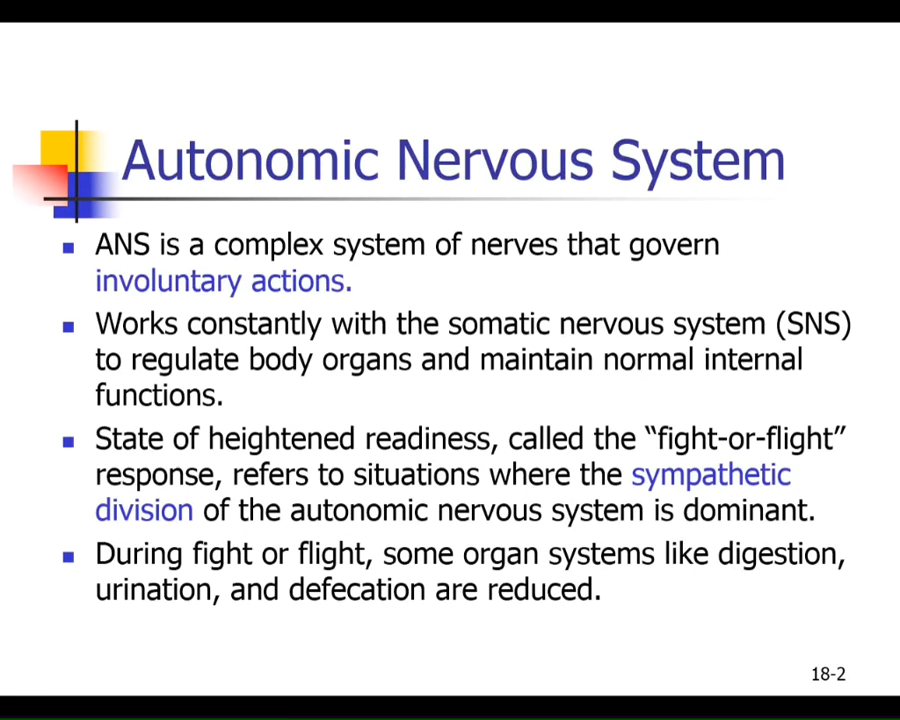 Autonomic Nervous System
ANS is a complex system of nerves that govern
involuntary actions.
Works constantly with the somatic nervous system (SNS)
to regulate body organs and maintain normal internal
functions.
State of heightened readiness, called the “fight-or-flight”
response, refers to situations where the sympathetic
division of the autonomic nervous system is dominant.
During fight or flight, some organ systems like digestion,
urination, and defecation are reduced.
18-2